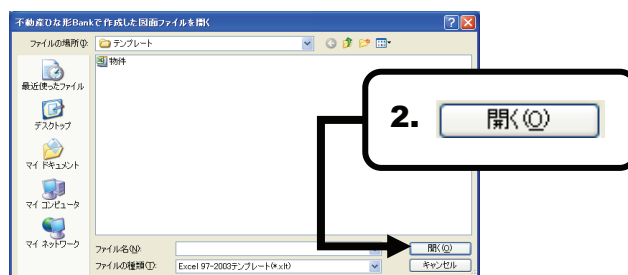 不動産ひな形Bankで作成した図面ファイルを開く
ファイルの場所(I):
テンプレート
物件
最近使ったファイル
デスクトップ
マイ ドキュメント
マイ コンピュータ
マイ ネットワーク
2. 開く(O)
ファイル名(N):
開く(O)
ファイルの種類(T):
Excel 97-2003テンプレート(*.xlt)
キャンセル